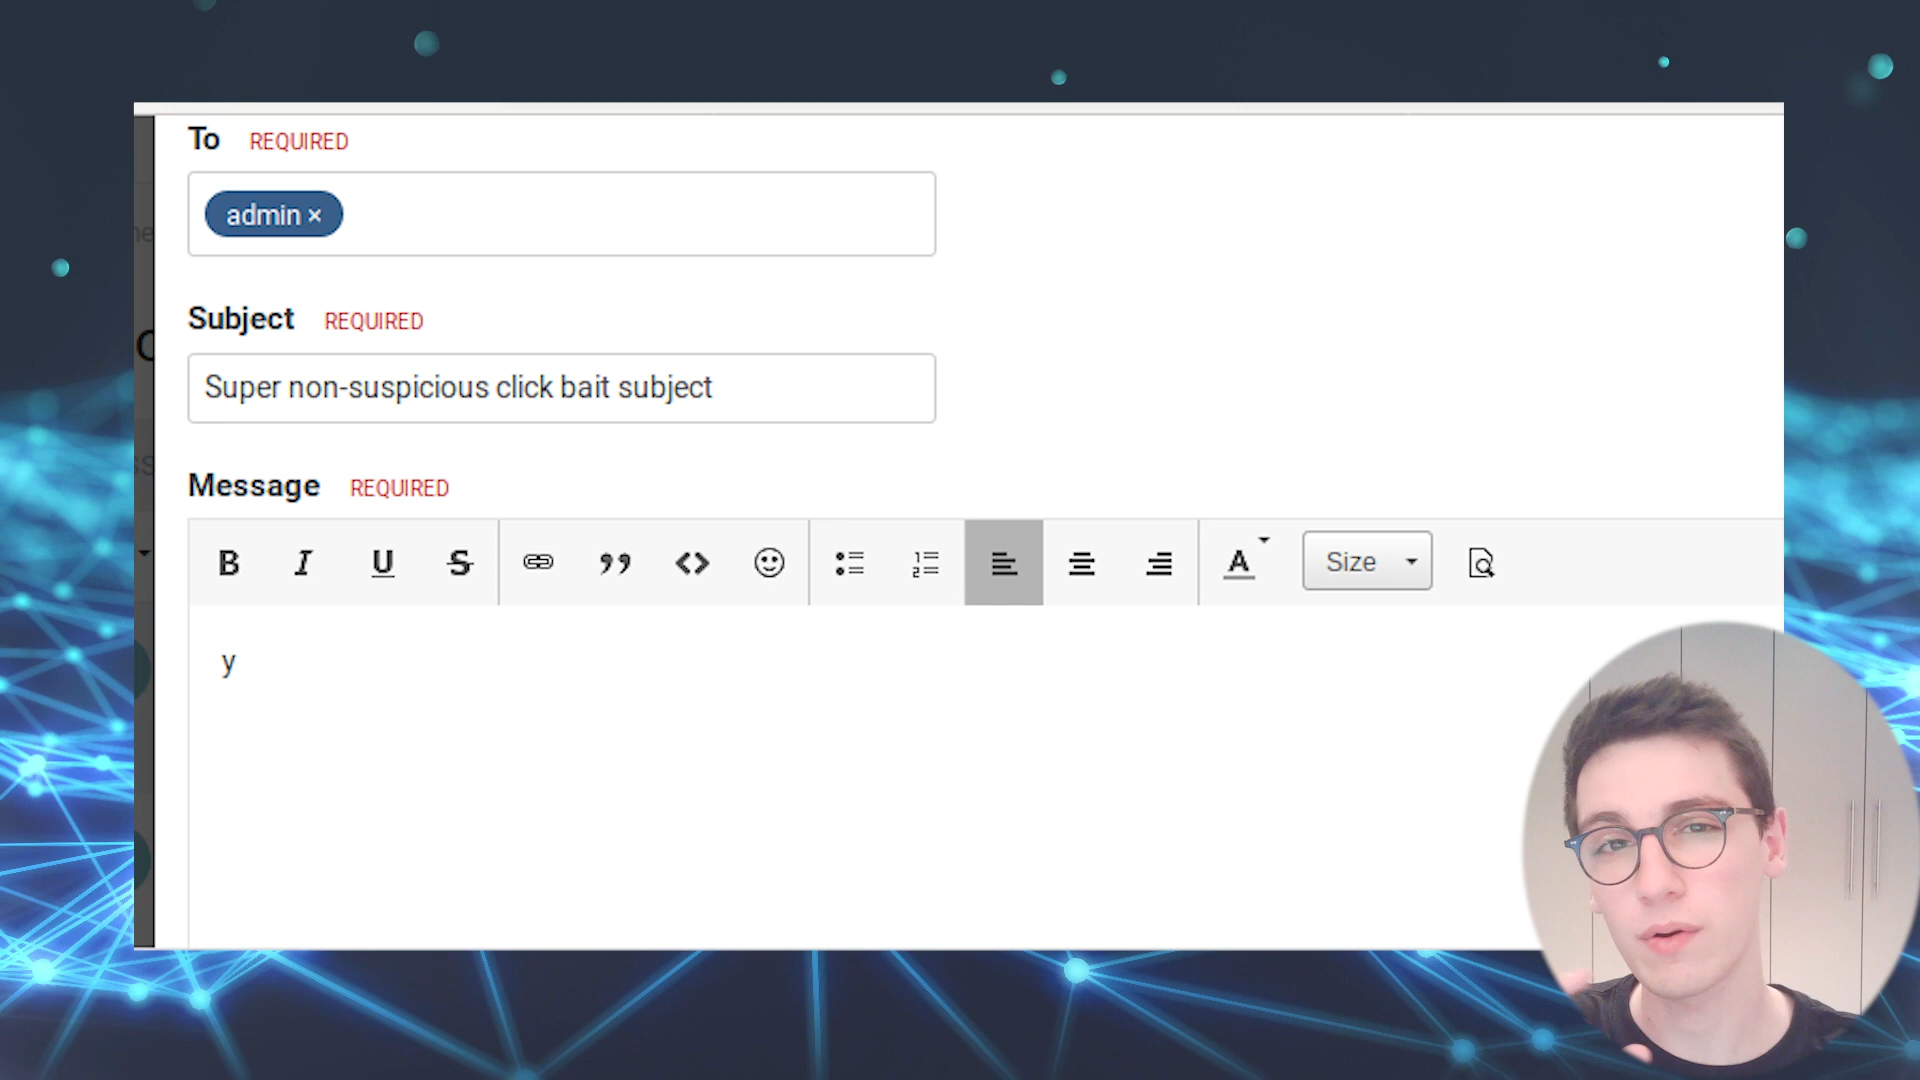 To REQUIRED
admin ×
Subject REQUIRED
Super non-suspicious click bait subject
Message REQUIRED
B I U S A Size
y